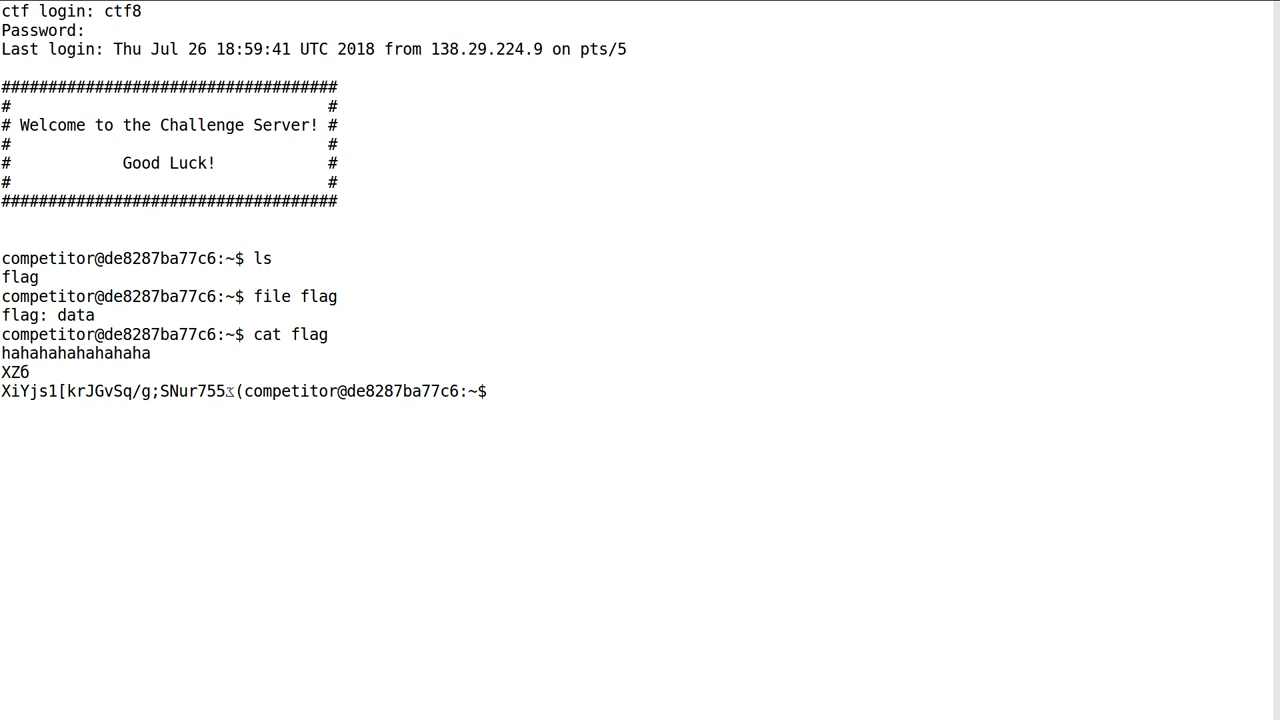 ctf login: ctf8
Password:
Last login: Thu Jul 26 18:59:41 UTC 2018 from 138.29.224.9 on pts/5
####################################
#                                  #
# Welcome to the Challenge Server! #
#                                  #
#            Good Luck!            #
#                                  #
####################################
competitor@de8287ba77c6:~$ ls
flag
competitor@de8287ba77c6:~$ file flag
flag: data
competitor@de8287ba77c6:~$ cat flag
hahahahahahahaha
XZ6
XiYjs1[krJGvSq/g;SNur755ⵊ(competitor@de8287ba77c6:~$